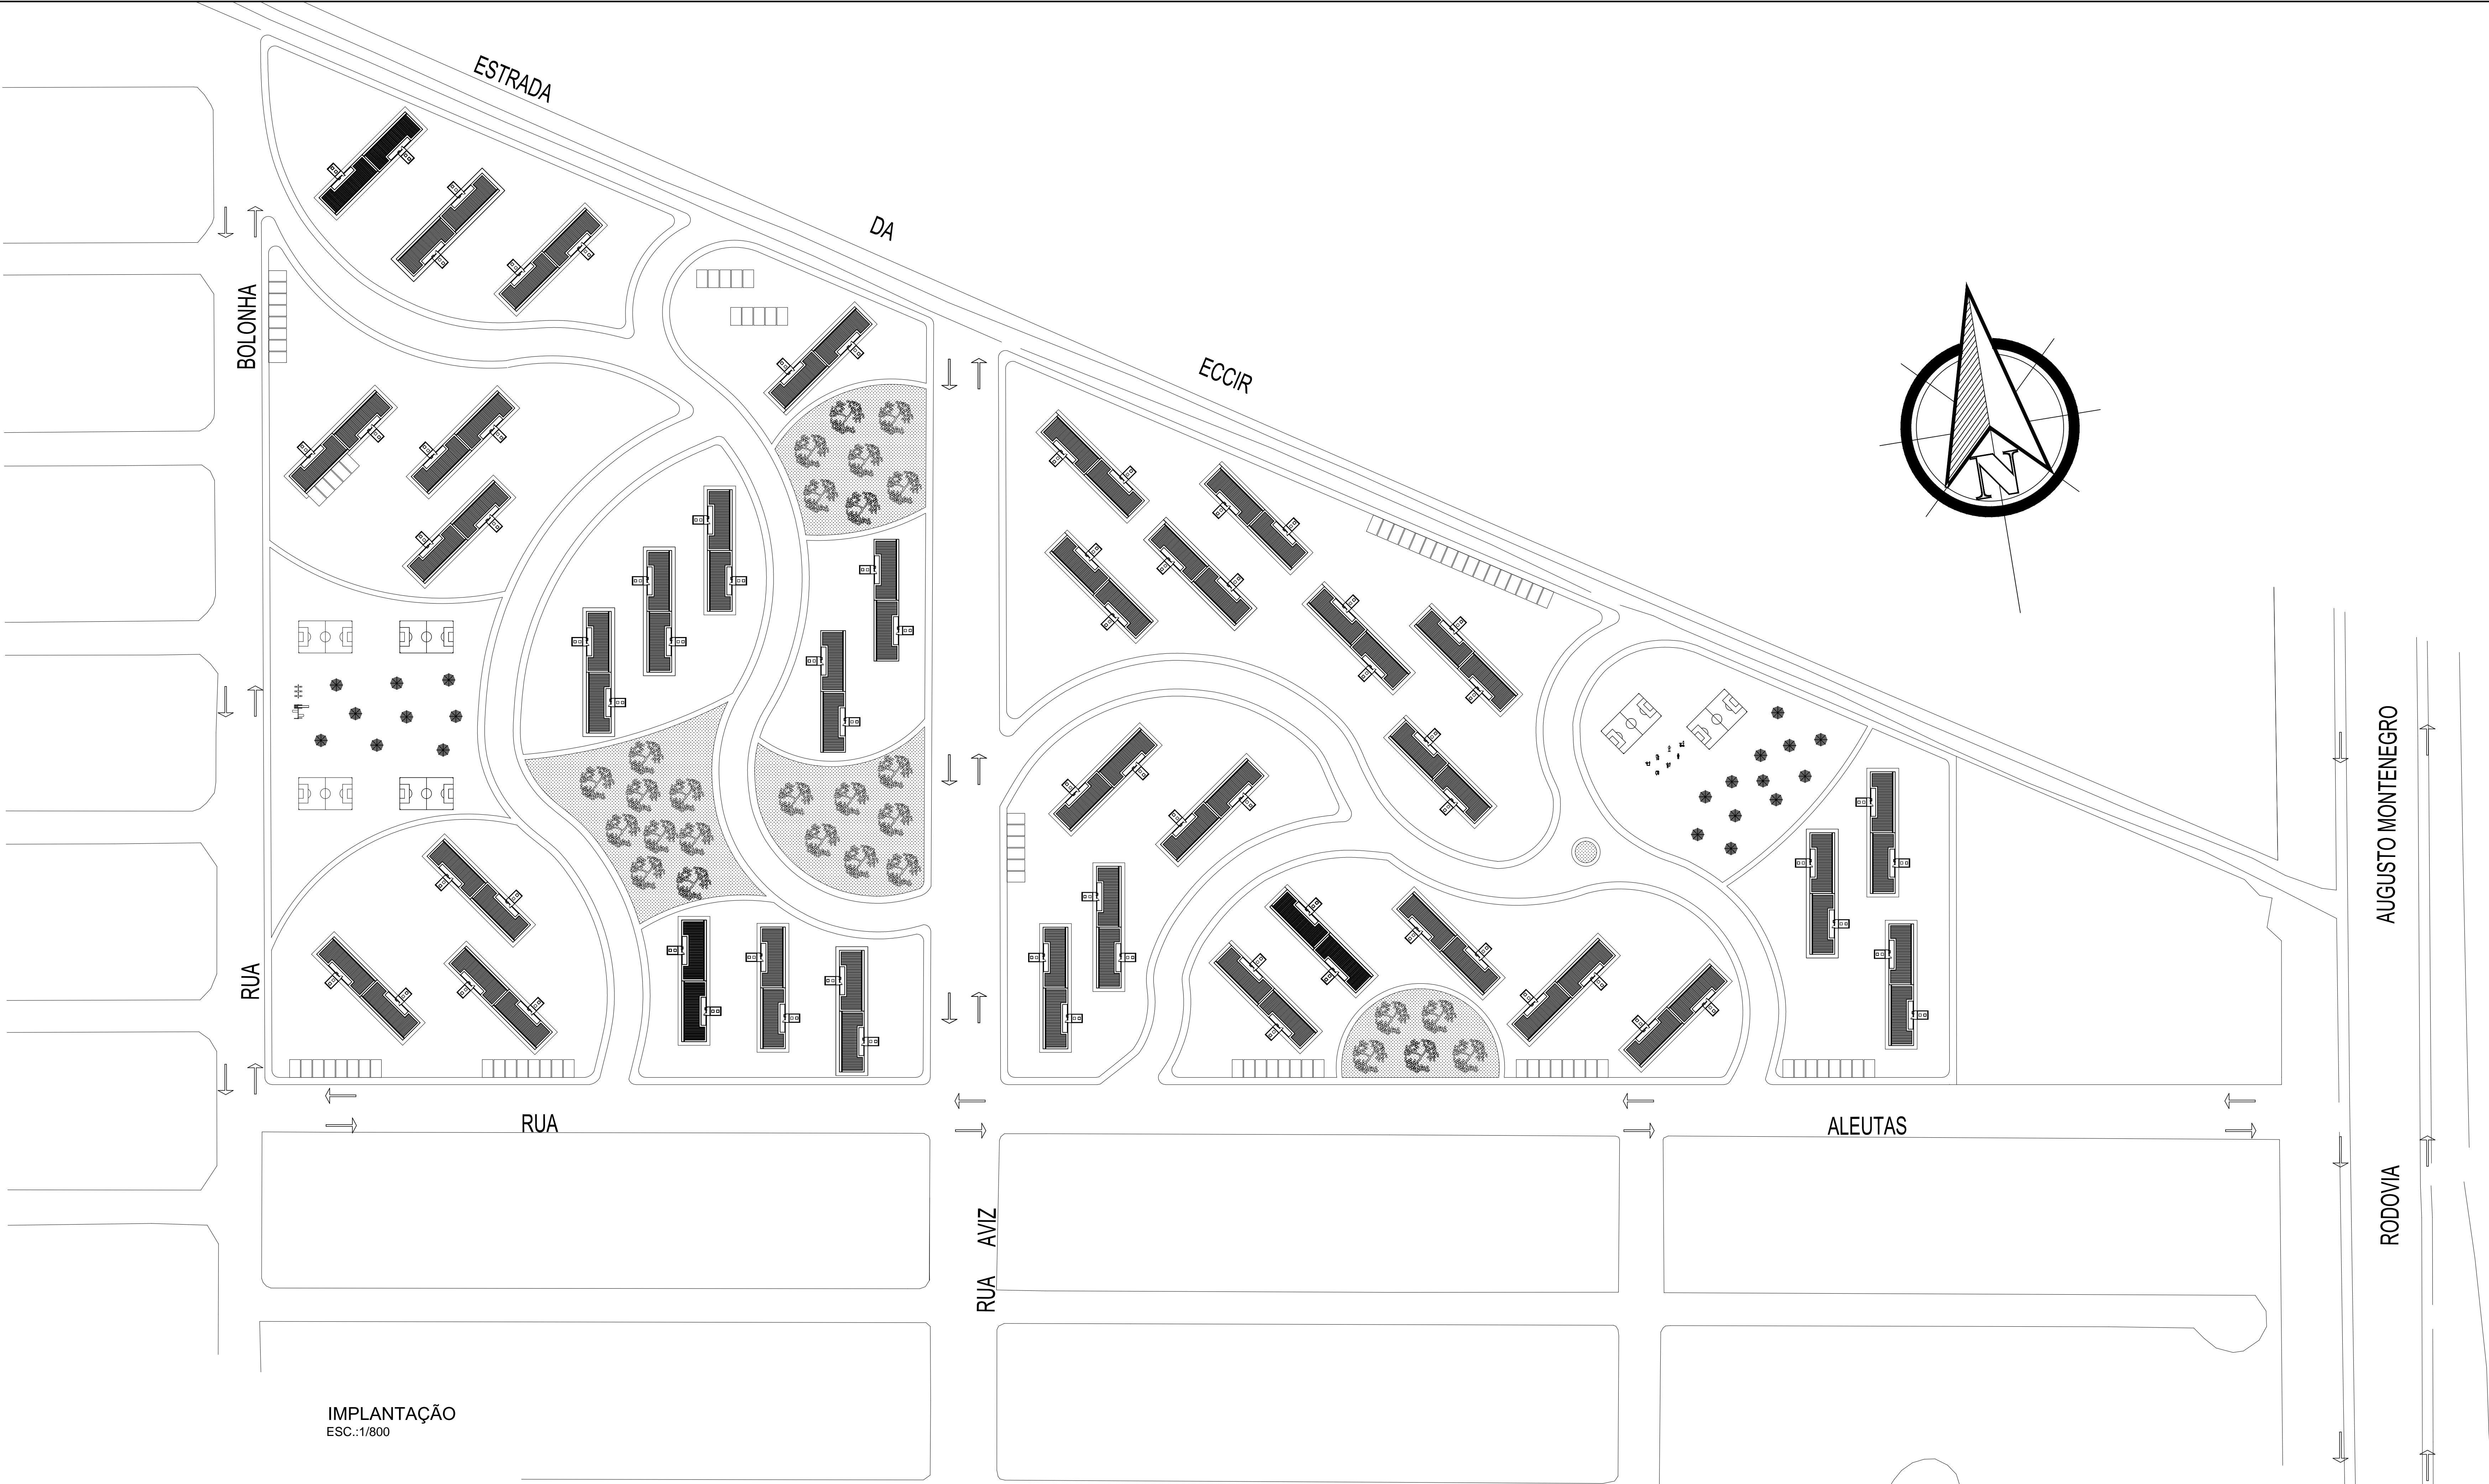 ESTRADA
DA
ECCIR
BOLONHA
RUA
N
AUGUSTO MONTENEGRO
RODOVIA
RUA
ALEUTAS
RUA AVIZ
IMPLANTAÇÃO
ESC.:1/800